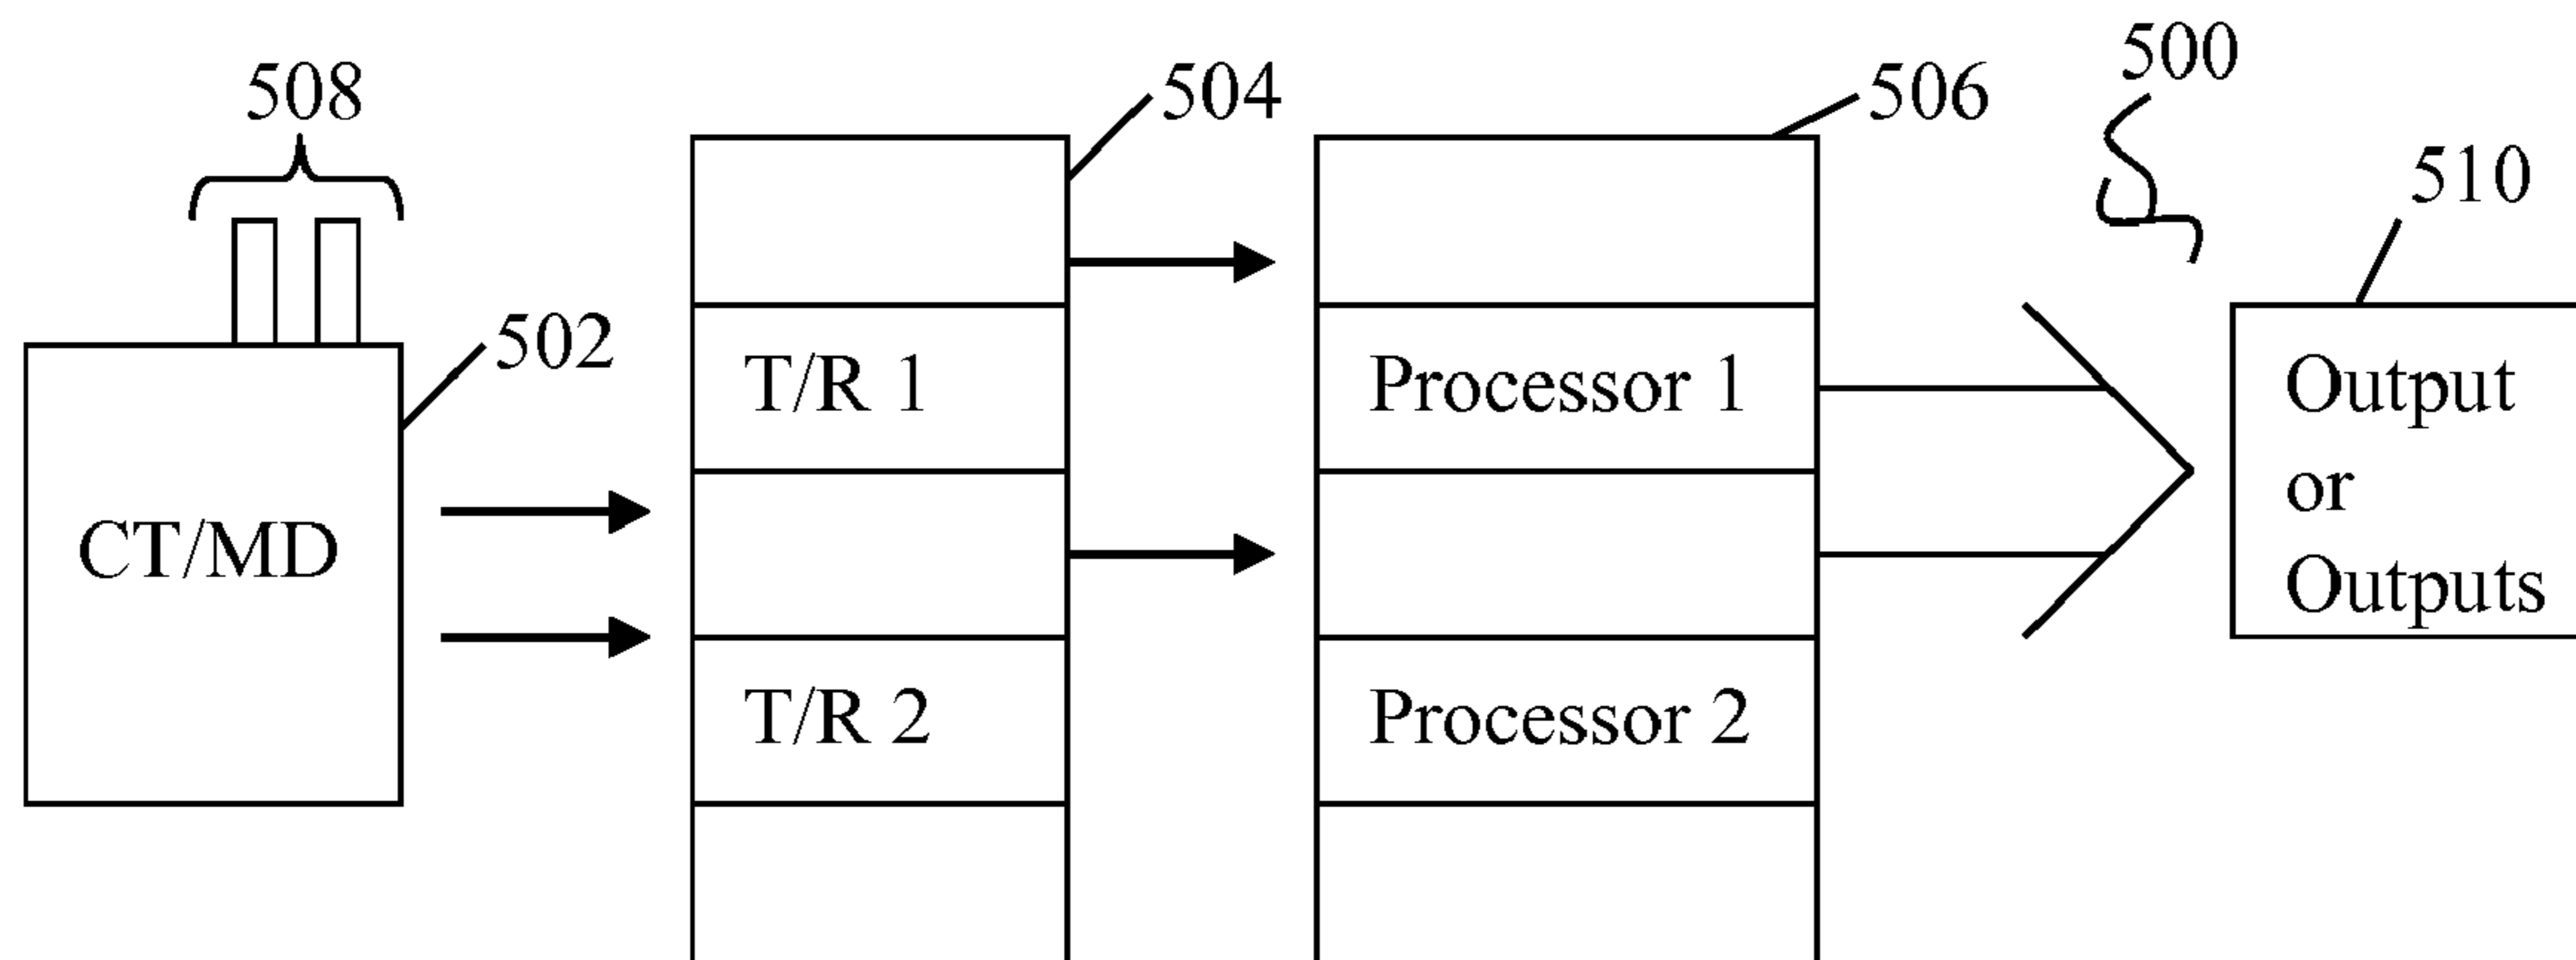 500
508
504
506
510
502
T/R 1
Processor 1
Output
or
Outputs
CT/MD
T/R 2
Processor 2